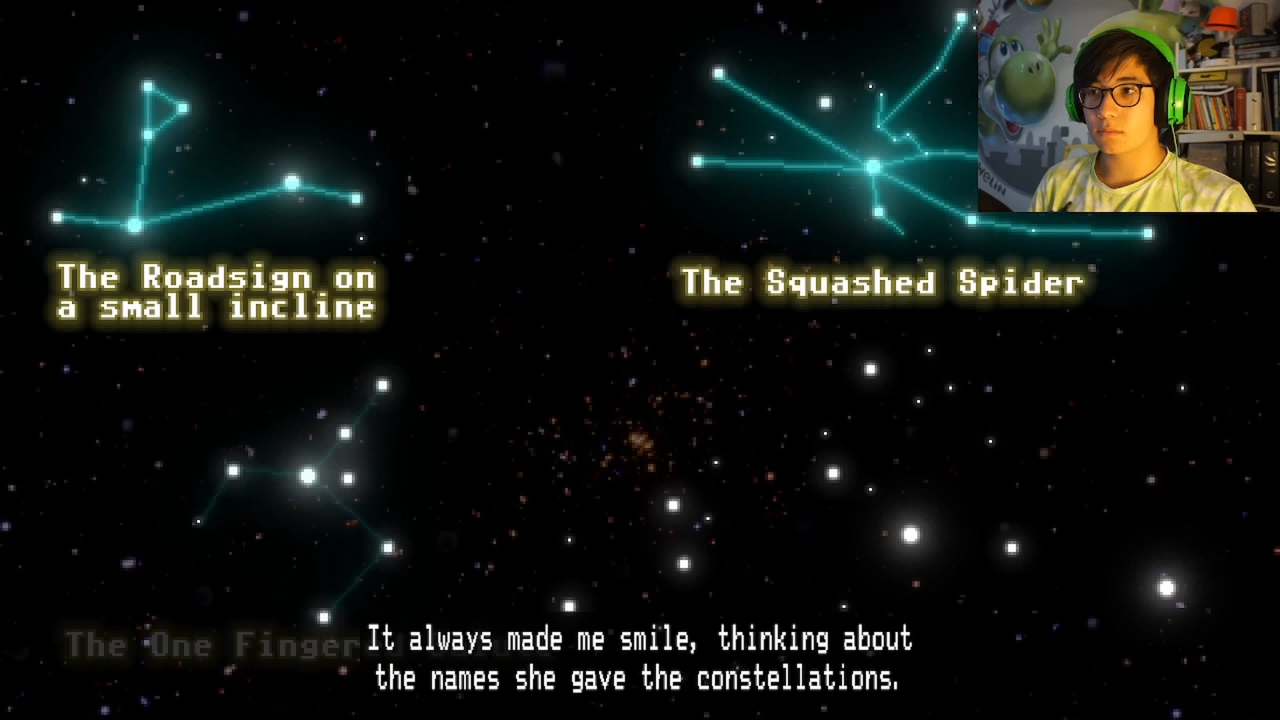 The Roadsign on
a small incline
The Squashed Spider
The One Finger
It always made me smile, thinking about
the names she gave the constellations.